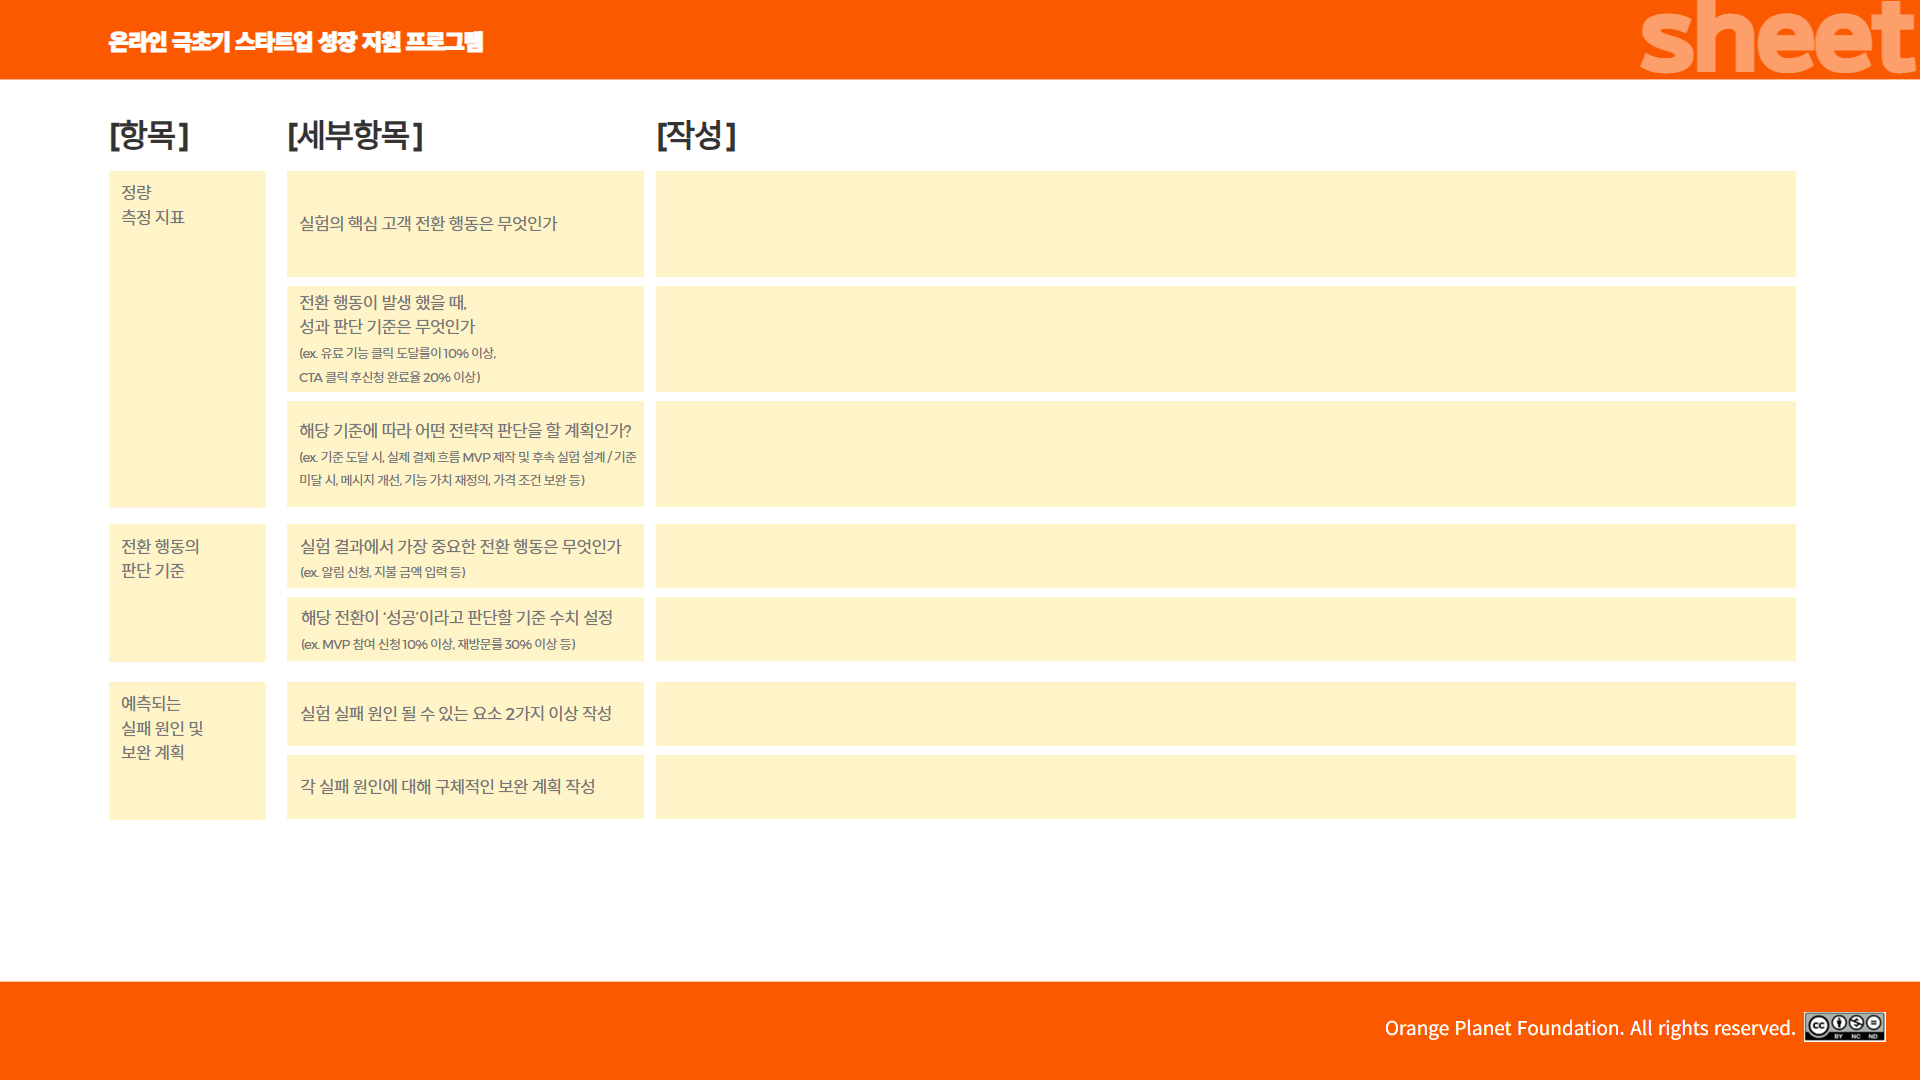 온라인 극초기 스타트업 성장 지원 프로그램
sheet
[항목]
[세부항목]
[작성]
정량
측정 지표
실험의 핵심 고객 전환 행동은 무엇인가
전환 행동이 발생 했을 때,
성과 판단 기준은 무엇인가
(ex. 유료 기능 클릭 도달률이 10% 이상,
CTA 클릭 후신청 완료율 20% 이상)
해당 기준에 따라 어떤 전략적 판단을 할 계획인가?
(ex. 기준 도달 시, 실제 결제 흐름 MVP 제작 및 후속 실험 설계 / 기준
미달 시, 메시지 개선, 기능 가치 재정의, 가격 조건 보완 등)
전환 행동의
판단 기준
실험 결과에서 가장 중요한 전환 행동은 무엇인가
(ex. 알림 신청, 지불 금액 입력 등)
해당 전환이 ‘성공’이라고 판단할 기준 수치 설정
(ex. MVP 참여 신청 10% 이상, 재방문률 30% 이상 등)
예측되는
실패 원인 및
보완 계획
실험 실패 원인 될 수 있는 요소 2가지 이상 작성
각 실패 원인에 대해 구체적인 보완 계획 작성
Orange Planet Foundation. All rights reserved.
cc
BY NC ND